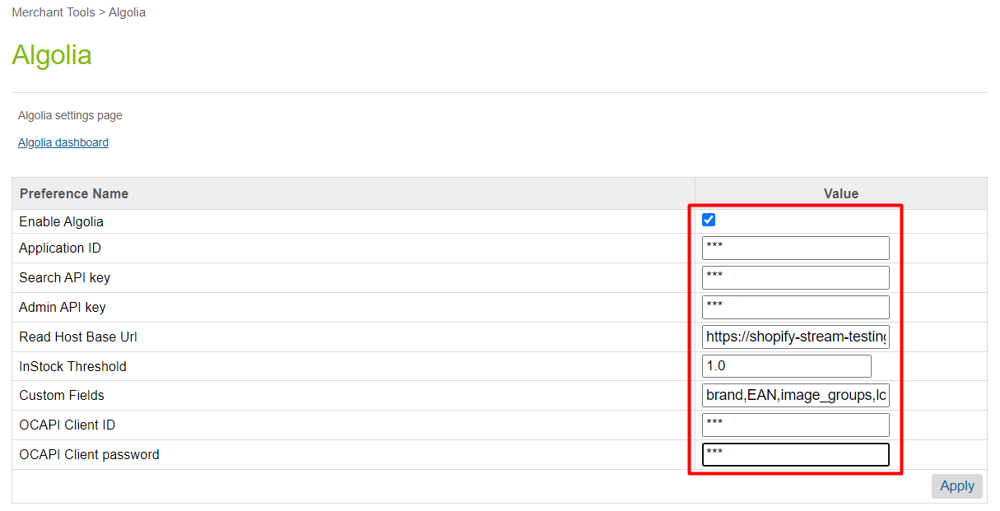 Merchant Tools > Algolia
Algolia
Algolia settings page
Algolia dashboard
Preference Name Value
Enable Algolia
Application ID ***
Search API key ***
Admin API key ***
Read Host Base Url https://shopify-stream-testing
InStock Threshold 1.0
Custom Fields brand,EAN,image_groups,lo
OCAPI Client ID ***
OCAPI Client password ***
Apply